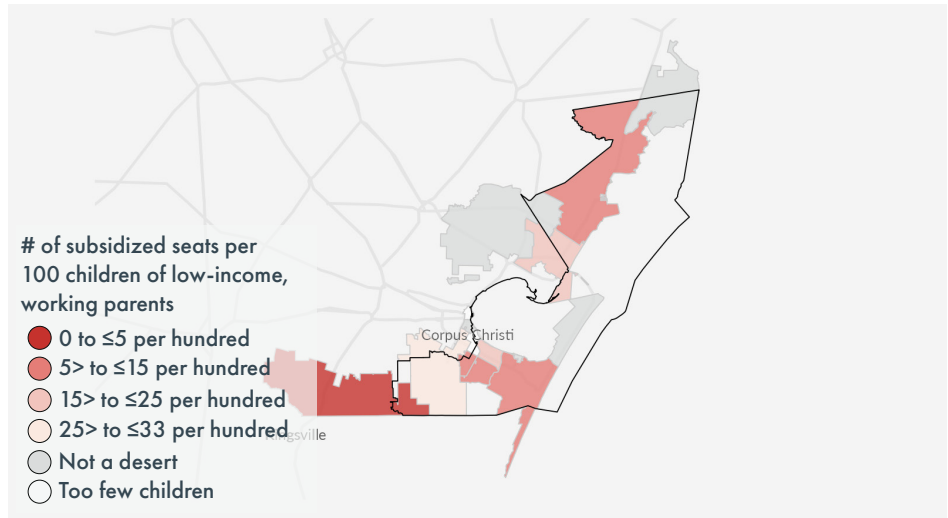 # of subsidized seats per
100 children of low-income,
working parents
0 to ≤5 per hundred
5> to ≤15 per hundred
15> to ≤25 per hundred
25> to ≤33 per hundred
Not a desert
Too few children
Corpus Christi
Kingsville